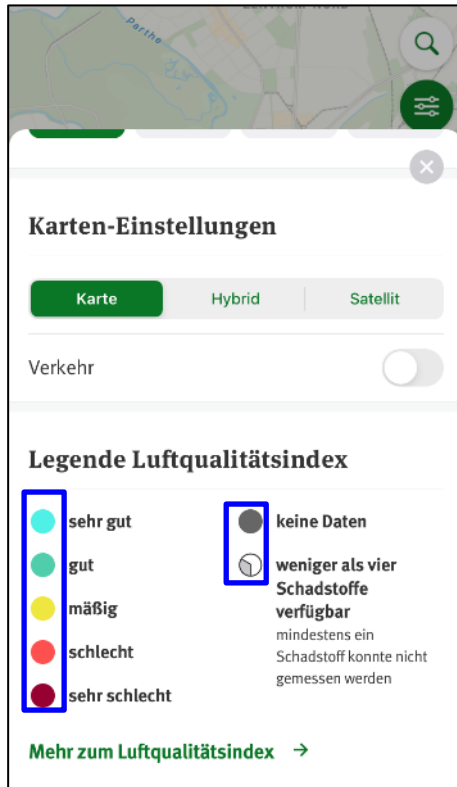 Parthe
Karten-Einstellungen
Karte Hybrid Satellit
Verkehr
Legende Luftqualitätsindex
sehr gut
gut
mäßig
schlecht
sehr schlecht
keine Daten
weniger als vier
Schadstoffe
verfügbar
mindestens ein
Schadstoff konnte nicht
gemessen werden
Mehr zum Luftqualitätsindex →